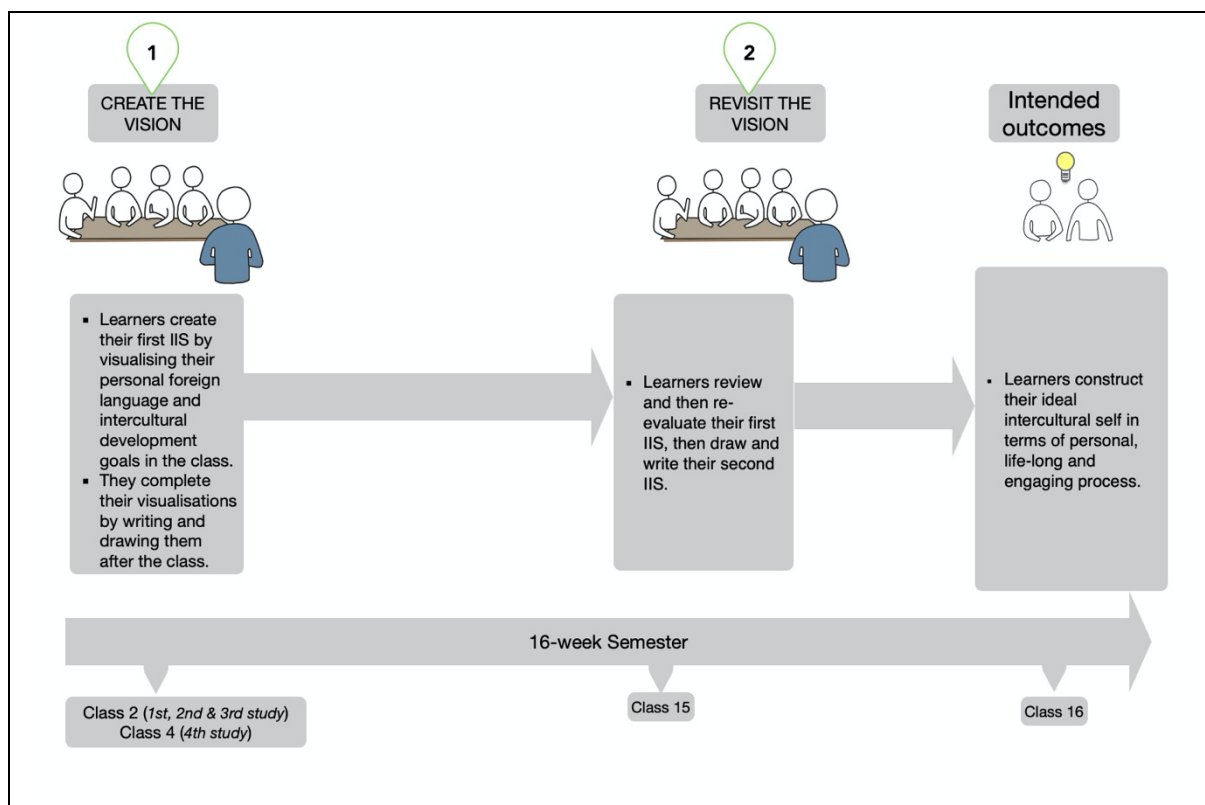 1
CREATE THE
VISION
2
REVISIT THE
VISION
Intended
outcomes
▪ Learners create
their first IIS by
visualising their
personal foreign
language and
intercultural
development
goals in the class.
▪ They complete
their visualisations
by writing and
drawing them
after the class.
▪ Learners review
and then re-
evaluate their first
IIS, then draw and
write their second
IIS.
▪ Learners construct
their ideal
intercultural self in
terms of personal,
life-long and
engaging process.
16-week Semester
Class 2 (1st, 2nd & 3rd study)
Class 4 (4th study)
Class 15
Class 16